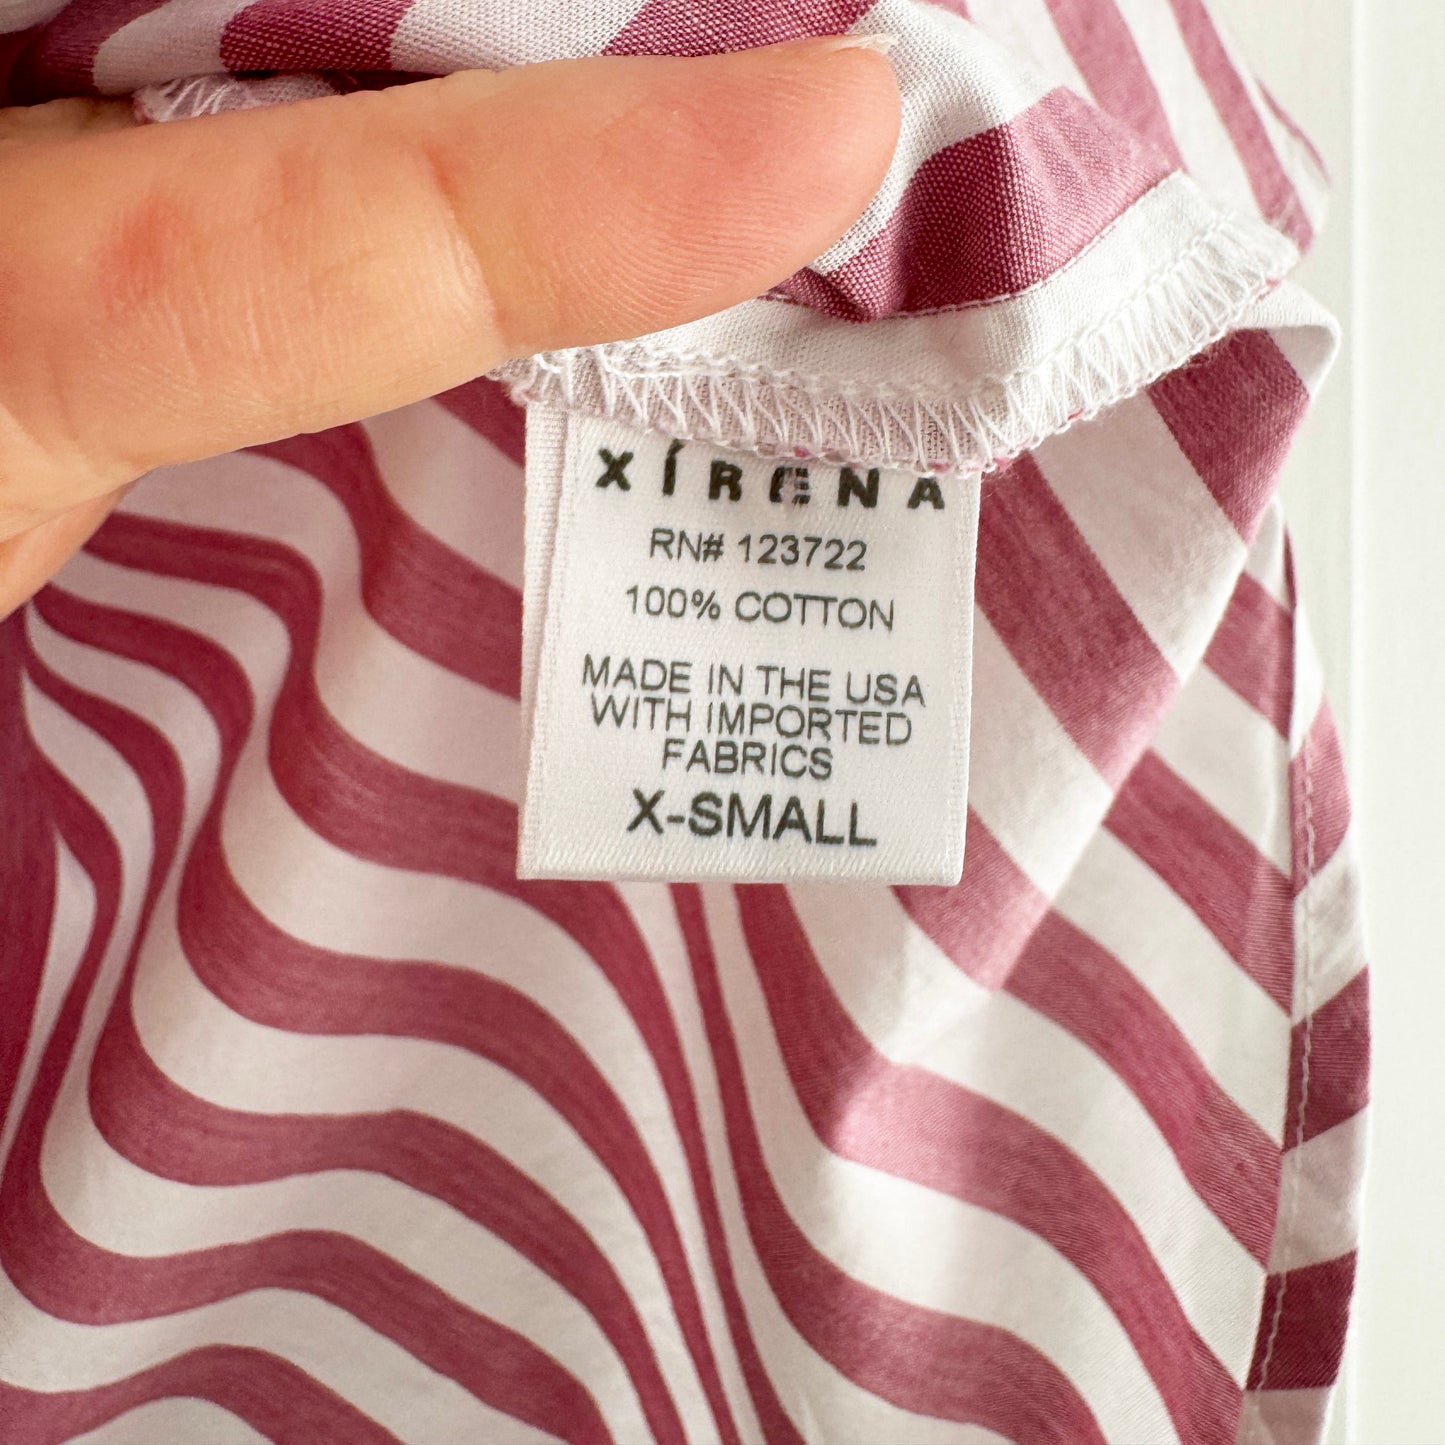 XÍRENA
RN# 123722
100% COTTON
MADE IN THE USA
WITH IMPORTED
FABRICS
X-SMALL